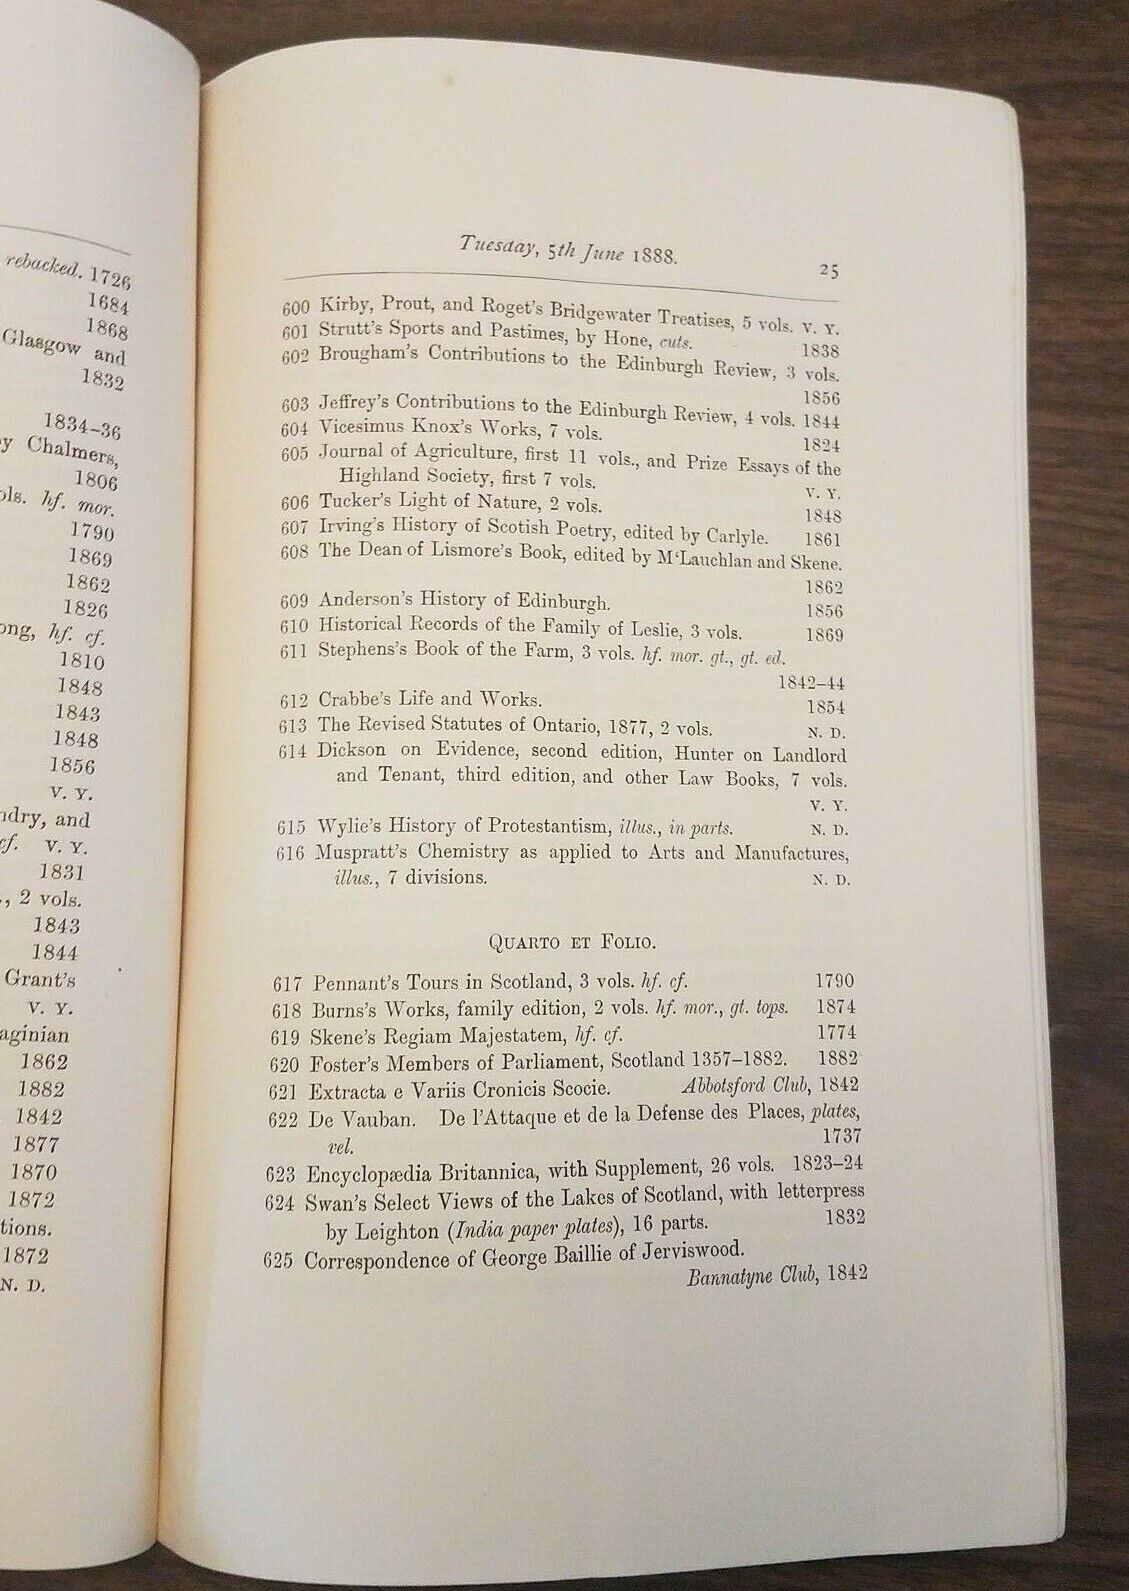 rebacked. 1726
1684
1868
Glasgow and
1832
1834–36
Chalmers,
1806
hf. mor.
1790
1869
1862
1826
hf. cf.
1810
1848
1843
1848
1856
V. Y.
and
V. Y.
1831
2 vols.
1843
1844
Grant's
V. Y.
1862
1882
1842
1877
1870
1872
1872
N. D.
Tuesday, 5th June 1888.
25
600 Kirby, Prout, and Roget's Bridgewater Treatises, 5 vols. V. Y.
601 Strutt's Sports and Pastimes, by Hone, cuts. 1838
602 Brougham's Contributions to the Edinburgh Review, 3 vols.
1856
603 Jeffrey's Contributions to the Edinburgh Review, 4 vols. 1844
604 Vicesimus Knox's Works, 7 vols. 1824
605 Journal of Agriculture, first 11 vols., and Prize Essays of the
Highland Society, first 7 vols. V. Y.
606 Tucker's Light of Nature, 2 vols. 1848
607 Irving's History of Scotish Poetry, edited by Carlyle. 1861
608 The Dean of Lismore's Book, edited by M‘Lauchlan and Skene.
1862
609 Anderson's History of Edinburgh. 1856
610 Historical Records of the Family of Leslie, 3 vols. 1869
611 Stephens's Book of the Farm, 3 vols. hf. mor. gt., gt. ed.
1842–44
612 Crabbe's Life and Works. 1854
613 The Revised Statutes of Ontario, 1877, 2 vols. N. D.
614 Dickson on Evidence, second edition, Hunter on Landlord
and Tenant, third edition, and other Law Books, 7 vols.
V. Y.
615 Wylie's History of Protestantism, illus., in parts. N. D.
616 Muspratt's Chemistry as applied to Arts and Manufactures,
illus., 7 divisions. N. D.
QUARTO ET FOLIO.
617 Pennant's Tours in Scotland, 3 vols. hf. cf. 1790
618 Burns's Works, family edition, 2 vols. hf. mor., gt. tops. 1874
619 Skene's Regiam Majestatem, hf. cf. 1774
620 Foster's Members of Parliament, Scotland 1357–1882. 1882
621 Extracta e Variis Cronicis Scocie. Abbotsford Club, 1842
622 De Vauban. De l'Attaque et de la Defense des Places, plates,
vel. 1737
623 Encyclopædia Britannica, with Supplement, 26 vols. 1823–24
624 Swan's Select Views of the Lakes of Scotland, with letterpress
by Leighton (India paper plates), 16 parts. 1832
625 Correspondence of George Baillie of Jerviswood.
Bannatyne Club, 1842